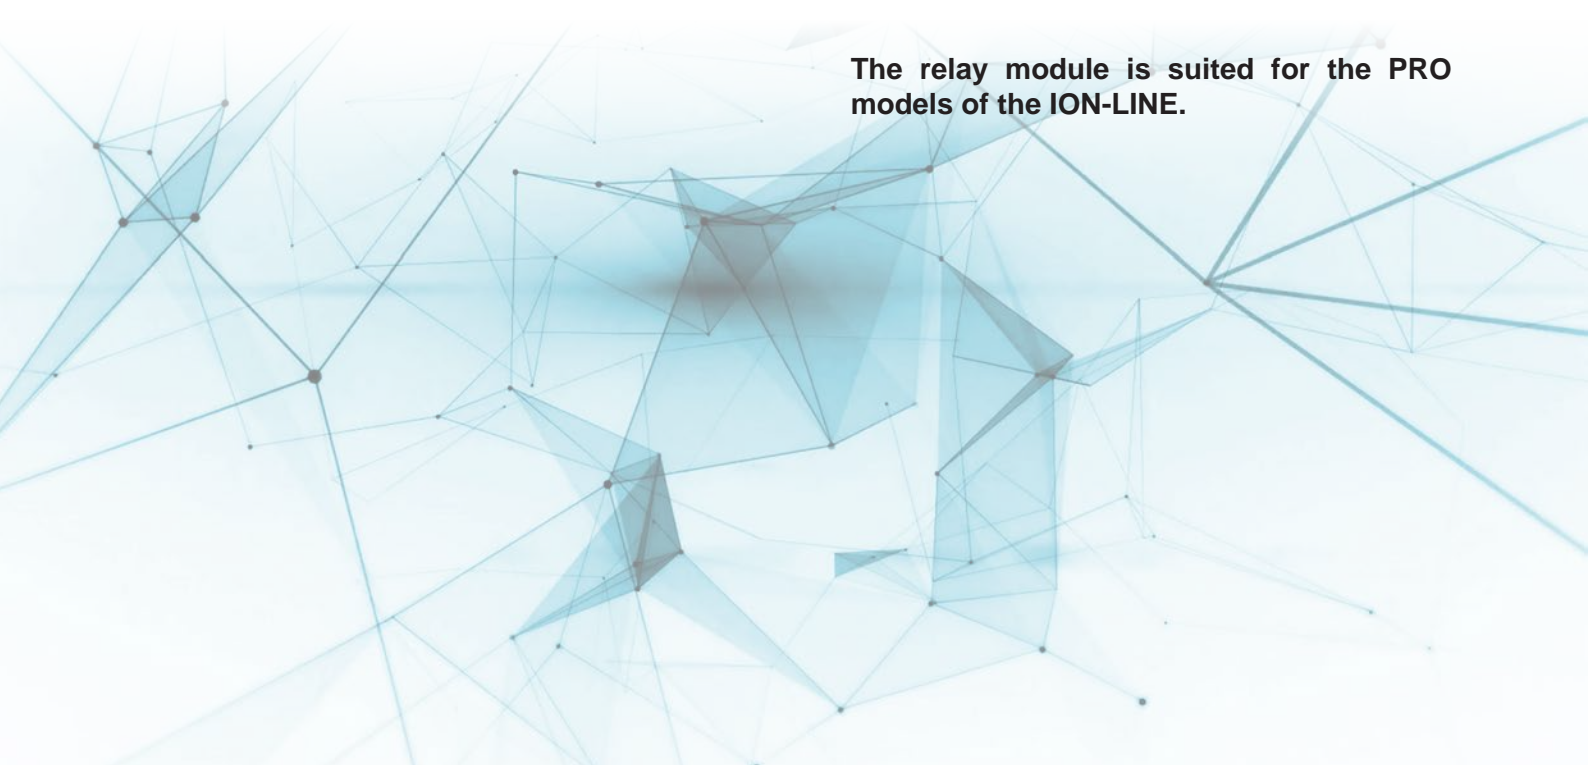 The relay module is suited for the PRO
models of the ION-LINE.